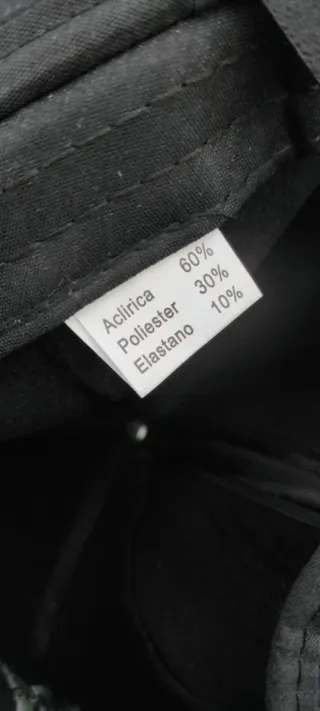 Aclirica 60%
Poliester 30%
Elastano 10%